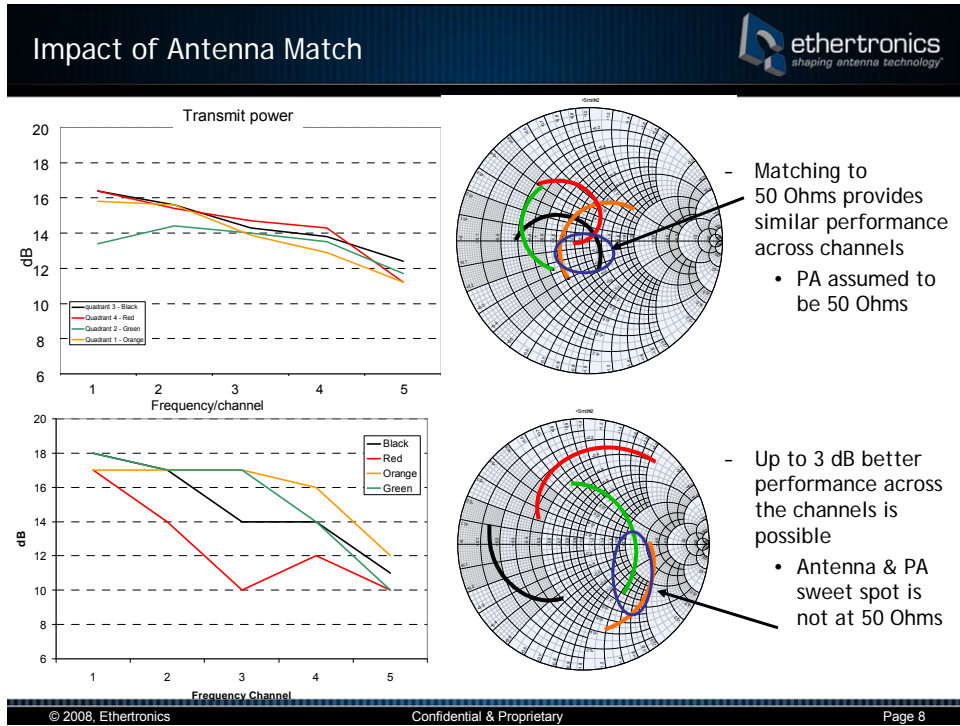 Impact of Antenna Match
ethertronics
shaping antenna technology
Transmit power
20
18
16
14
12
10
8
6
dB
quadrant 3 - Black
Quadrant 4 - Red
Quadrant 2 - Green
Quadrant 1 - Orange
1 2 3 4 5
Frequency/channel
- Matching to
50 Ohms provides
similar performance
across channels
• PA assumed to
be 50 Ohms
20
18
16
14
12
10
8
6
dB
Black
Red
Orange
Green
1 2 3 4 5
Frequency Channel
- Up to 3 dB better
performance across
the channels is
possible
• Antenna & PA
sweet spot is
not at 50 Ohms
© 2008, Ethertronics
Confidential & Proprietary
Page 8